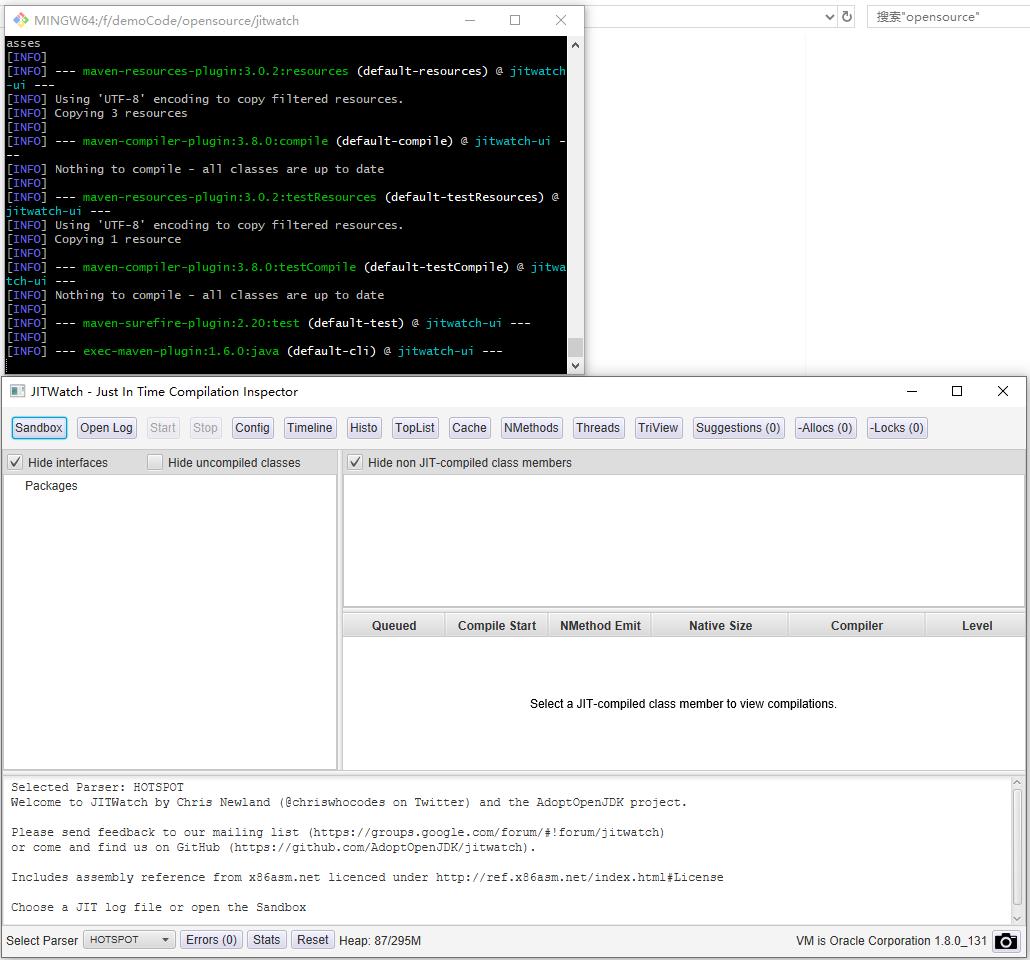 MINGW64:/f/demoCode/opensource/jitwatch
搜索"opensource"
asses
[INFO]
[INFO] --- maven-resources-plugin:3.0.2:resources (default-resources) @ jitwatch
-ui ---
[INFO] Using 'UTF-8' encoding to copy filtered resources.
[INFO] Copying 3 resources
[INFO]
[INFO] --- maven-compiler-plugin:3.8.0:compile (default-compile) @ jitwatch-ui -
--
[INFO] Nothing to compile - all classes are up to date
[INFO]
[INFO] --- maven-resources-plugin:3.0.2:testResources (default-testResources) @
jitwatch-ui ---
[INFO] Using 'UTF-8' encoding to copy filtered resources.
[INFO] Copying 1 resource
[INFO]
[INFO] --- maven-compiler-plugin:3.8.0:testCompile (default-testCompile) @ jitwa
tch-ui ---
[INFO] Nothing to compile - all classes are up to date
[INFO]
[INFO] --- maven-surefire-plugin:2.20:test (default-test) @ jitwatch-ui ---
[INFO]
[INFO] --- exec-maven-plugin:1.6.0:java (default-cli) @ jitwatch-ui ---
JITWatch - Just In Time Compilation Inspector
Sandbox Open Log Start Stop Config Timeline Histo TopList Cache NMethods Threads TriView Suggestions (0) -Allocs (0) -Locks (0)
Hide interfaces Hide uncompiled classes Hide non JIT-compiled class members
Packages
Queued Compile Start NMethod Emit Native Size Compiler Level
Select a JIT-compiled class member to view compilations.
Selected Parser: HOTSPOT
Welcome to JITWatch by Chris Newland (@chriswhocodes on Twitter) and the AdoptOpenJDK project.
Please send feedback to our mailing list (https://groups.google.com/forum/#!forum/jitwatch)
or come and find us on GitHub (https://github.com/AdoptOpenJDK/jitwatch).
Includes assembly reference from x86asm.net licenced under http://ref.x86asm.net/index.html#License
Choose a JIT log file or open the Sandbox
Select Parser HOTSPOT Errors (0) Stats Reset Heap: 87/295M VM is Oracle Corporation 1.8.0_131